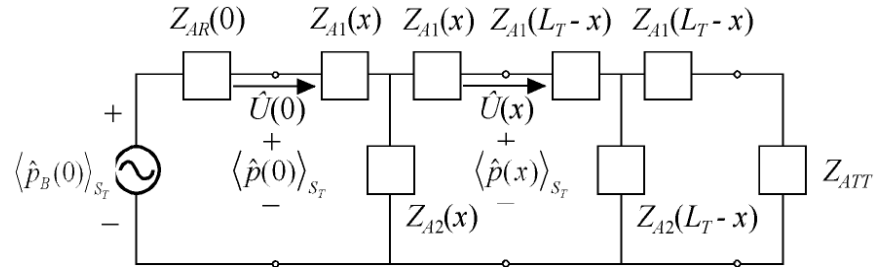 Z_{AR}(0) Z_{A1}(x) Z_{A1}(x) Z_{A1}(L_T - x) Z_{A1}(L_T - x)
+ Û(0) Û(x)
+ +
⟨p̂_B(0)⟩_{S_T} ⟨p̂(0)⟩_{S_T} ⟨p̂(x)⟩_{S_T} Z_{ATT}
− − −
Z_{A2}(x) Z_{A2}(L_T - x)